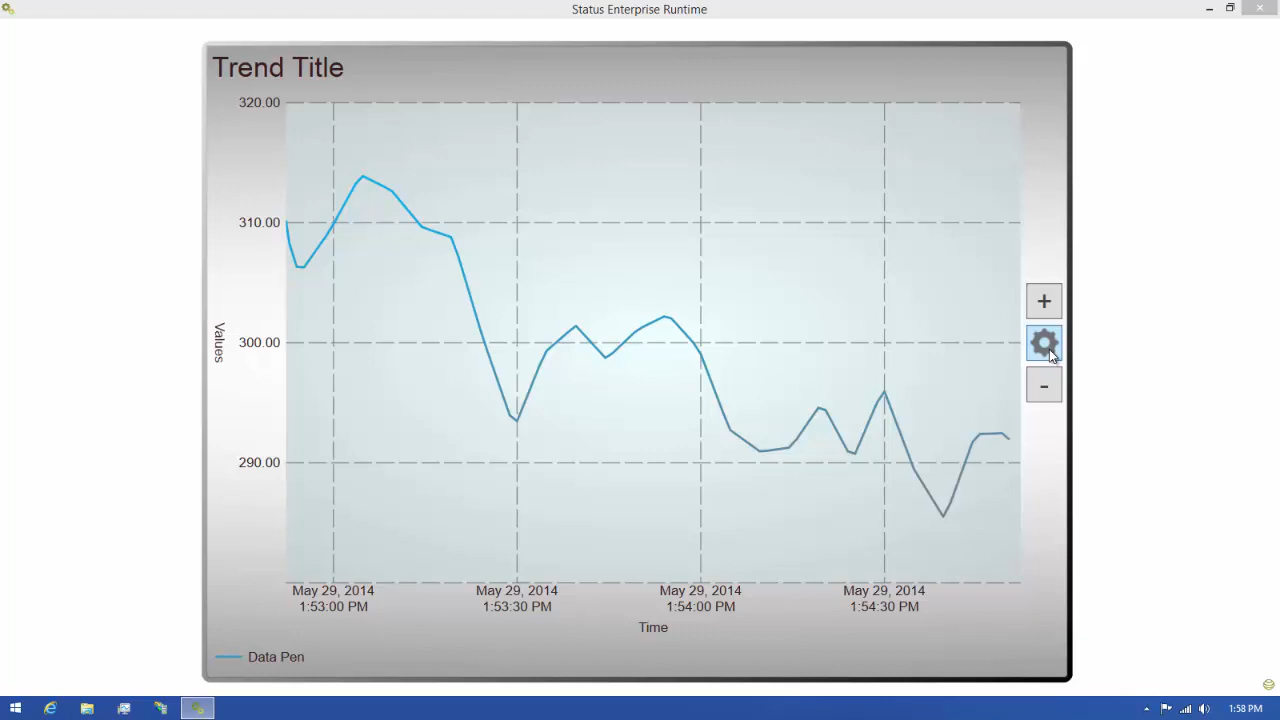 Status Enterprise Runtime
Trend Title
320.00
310.00
300.00
290.00
Values
+
-
May 29, 2014
1:53:00 PM
May 29, 2014
1:53:30 PM
May 29, 2014
1:54:00 PM
May 29, 2014
1:54:30 PM
Time
Data Pen
1:58 PM